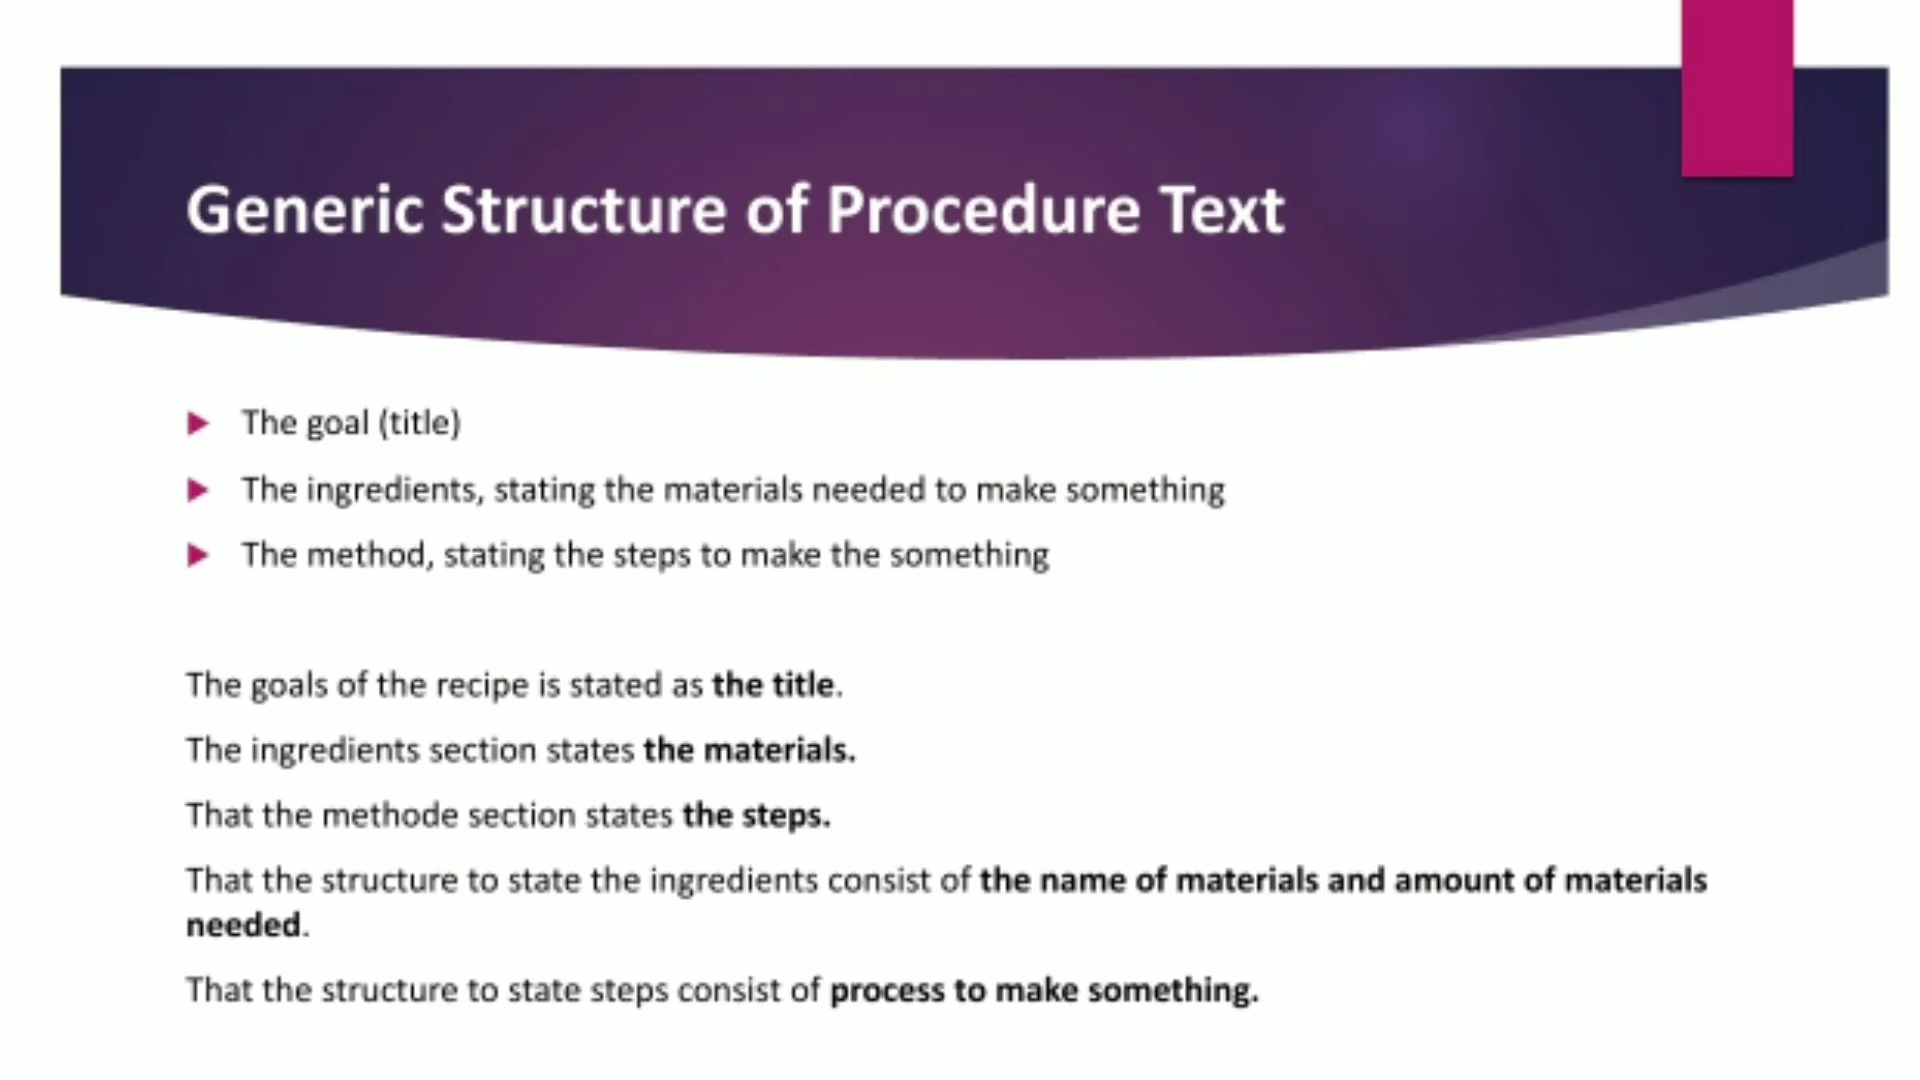 Generic Structure of Procedure Text
The goal (title)
The ingredients, stating the materials needed to make something
The method, stating the steps to make the something
The goals of the recipe is stated as the title.
The ingredients section states the materials.
That the methode section states the steps.
That the structure to state the ingredients consist of the name of materials and amount of materials
needed.
That the structure to state steps consist of process to make something.